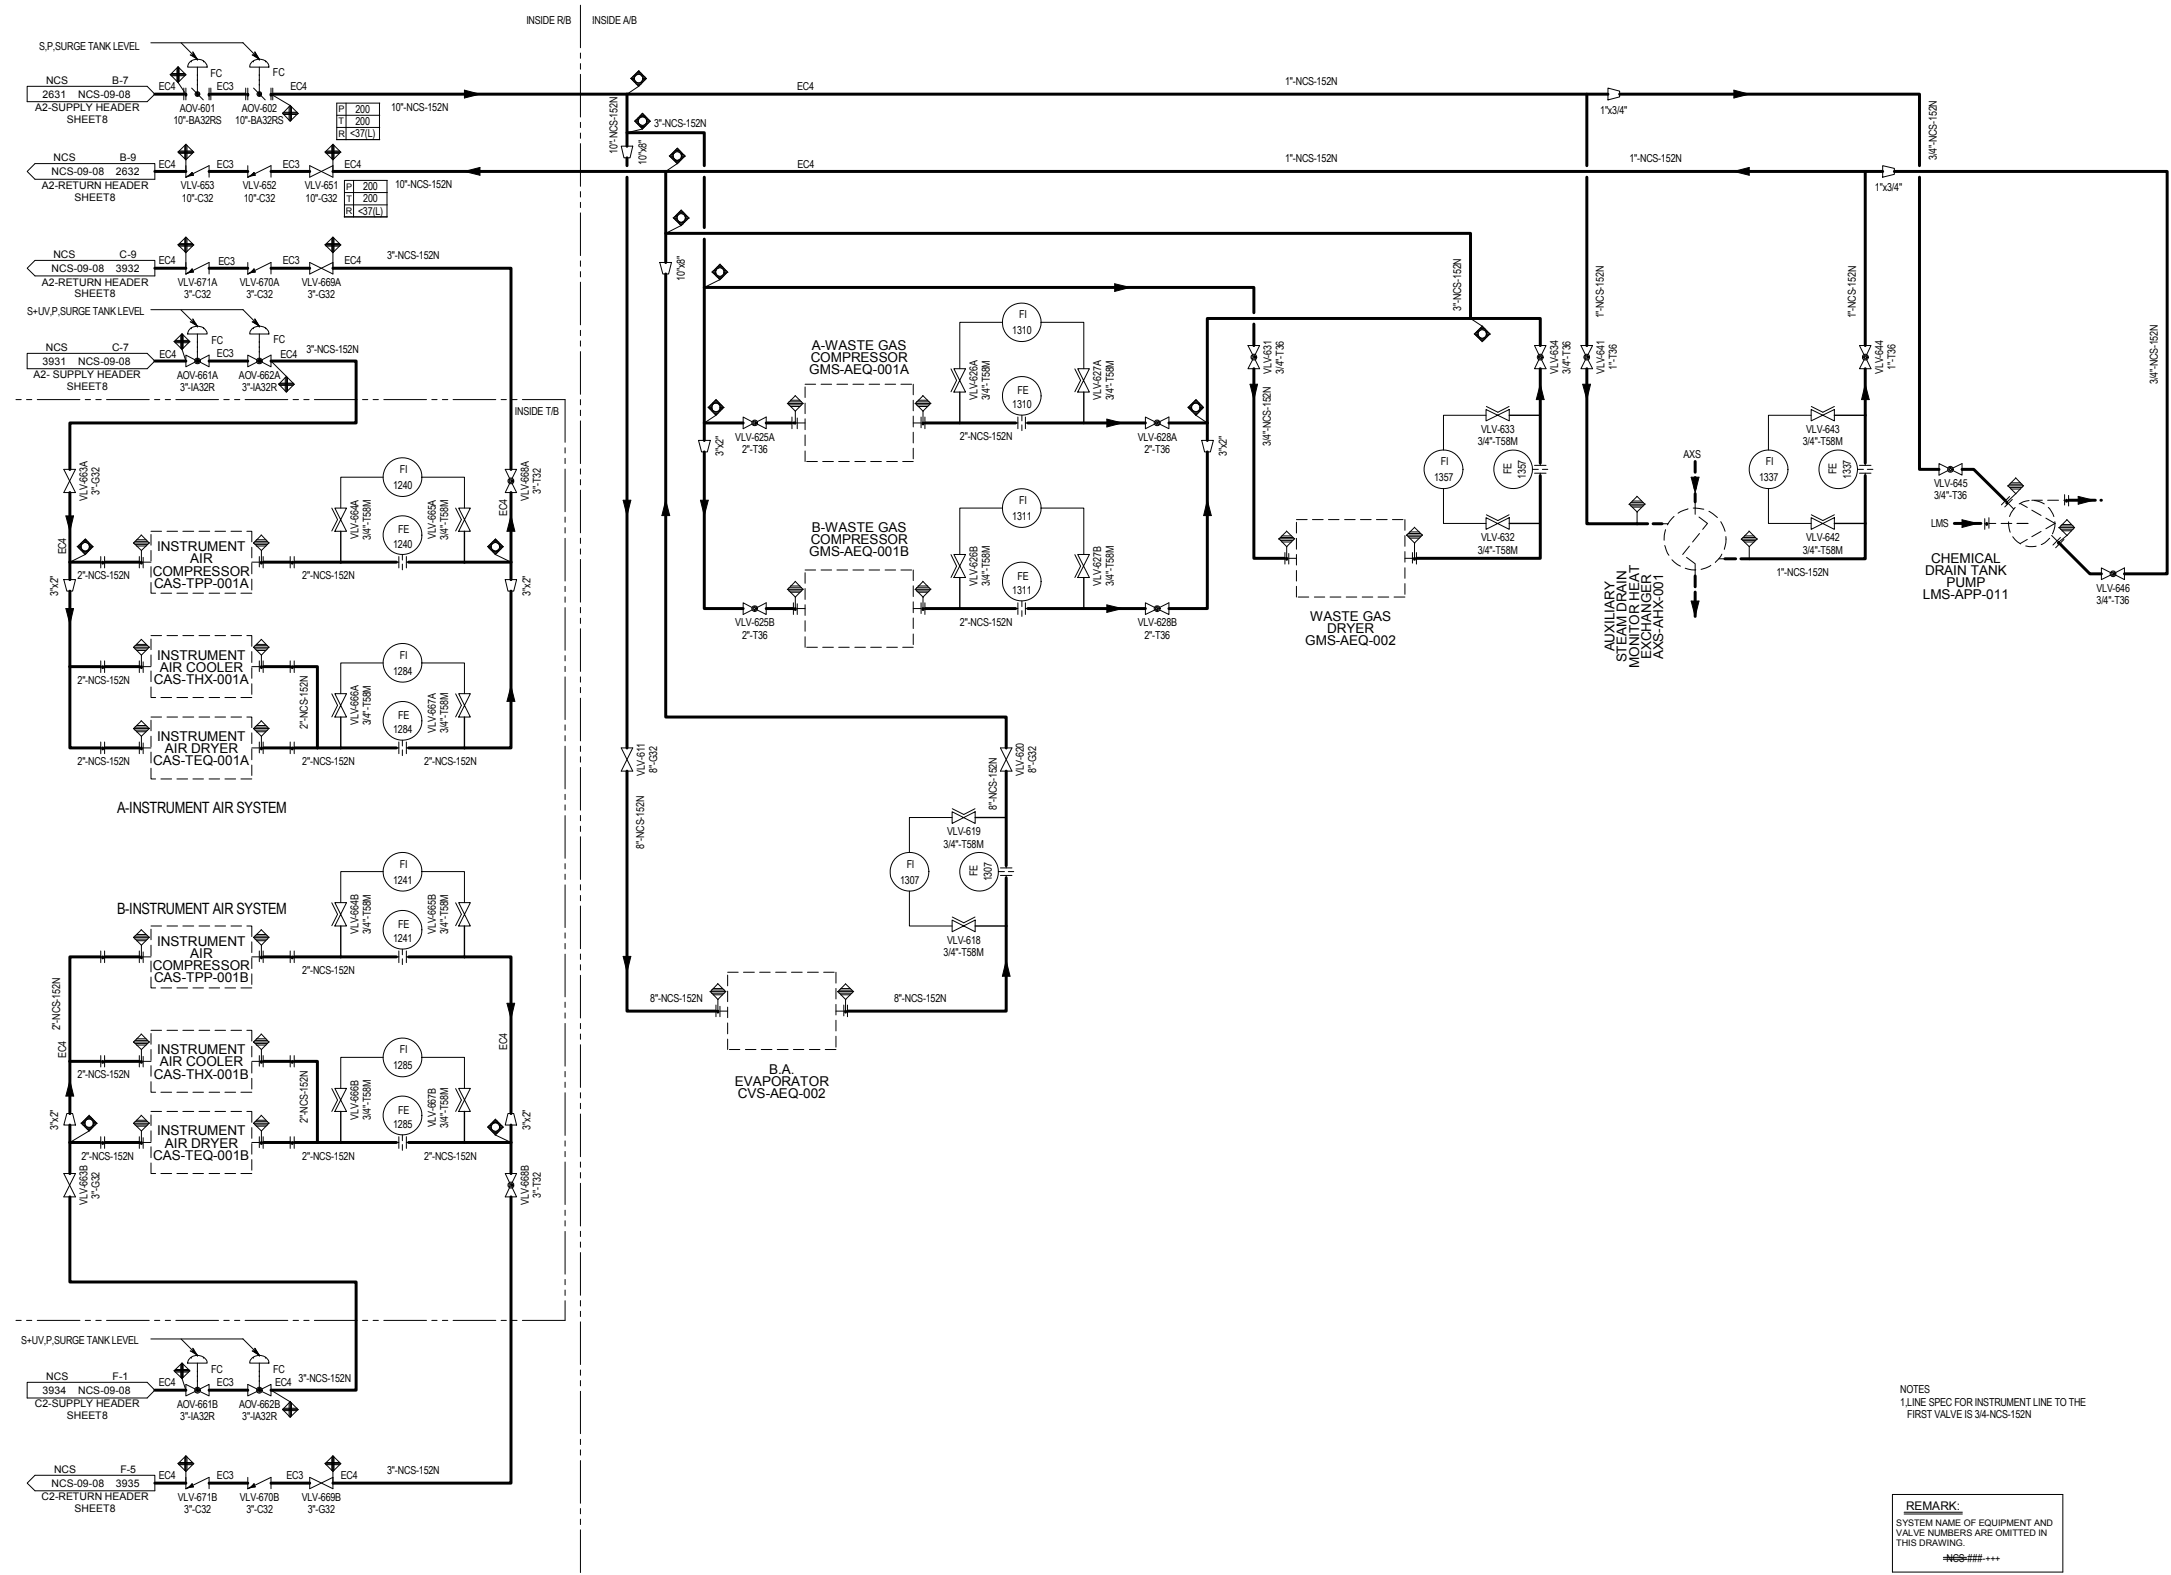 INSIDE R/B
INSIDE A/B
S,P,SURGE TANK LEVEL
FC
FC
NCS B-7
2631 NCS-09-08
A2-SUPPLY HEADER
SHEET8
EC4
EC3
EC4
AOV-601
10"-BA32RS
AOV-602
10"-BA32RS
P 200
T 200
R <37(L)
10"-NCS-152N
EC4
1"-NCS-152N
1"x3/4"
3/4"-NCS-152N
10"-NCS-152N
3"-NCS-152N
10"x8"
NCS B-9
NCS-09-08 2632
A2-RETURN HEADER
SHEET8
EC4
EC3
EC3
EC4
VLV-653
10"-C32
VLV-652
10"-C32
VLV-651
10"-G32
P 200
T 200
R <37(L)
10"-NCS-152N
EC4
1"-NCS-152N
1"-NCS-152N
1"x3/4"
NCS C-9
NCS-09-08 3932
A2-RETURN HEADER
SHEET8
EC4
EC3
EC3
EC4
VLV-671A
3"-C32
VLV-670A
3"-C32
VLV-669A
3"-G32
3"-NCS-152N
10"x8"
3"-NCS-152N
1"-NCS-152N
1"-NCS-152N
3/4"-NCS-152N
S+UV,P,SURGE TANK LEVEL
FC
FC
NCS C-7
3931 NCS-09-08
A2- SUPPLY HEADER
SHEET8
EC4
EC3
EC4
AOV-661A
3"-IA32R
AOV-662A
3"-IA32R
3"-NCS-152N
INSIDE T/B
VLV-663A
3"-G32
EC4
3"x2"
2"-NCS-152N
INSTRUMENT
AIR
COMPRESSOR
CAS-TPP-001A
2"-NCS-152N
VLV-664A
3/4"-T58M
FI
1240
FE
1240
VLV-665A
3/4"-T58M
VLV-668A
3"-T32
EC4
3"x2"
2"-NCS-152N
INSTRUMENT
AIR COOLER
CAS-THX-001A
2"-NCS-152N
VLV-666A
3/4"-T58M
FI
1284
FE
1284
VLV-667A
3/4"-T58M
2"-NCS-152N
INSTRUMENT
AIR DRYER
CAS-TEQ-001A
2"-NCS-152N
2"-NCS-152N
A-INSTRUMENT AIR SYSTEM
A-WASTE GAS
COMPRESSOR
GMS-AEQ-001A
VLV-625A
2"-T36
3"x2"
VLV-626A
3/4"-T58M
FI
1310
FE
1310
2"-NCS-152N
VLV-627A
3/4"-T58M
VLV-628A
2"-T36
3"x2"
B-WASTE GAS
COMPRESSOR
GMS-AEQ-001B
VLV-625B
2"-T36
VLV-626B
3/4"-T58M
FI
1311
FE
1311
2"-NCS-152N
VLV-627B
3/4"-T58M
VLV-628B
2"-T36
VLV-631
3/4"-T36
3/4"-NCS-152N
WASTE GAS
DRYER
GMS-AEQ-002
VLV-634
3/4"-T36
VLV-633
3/4"-T58M
FI
1357
FE
1357
VLV-632
3/4"-T58M
VLV-641
1"-T36
AXS
AUXILIARY
STEAM DRAIN
MONITOR HEAT
EXCHANGER
AXS-AHX-001
VLV-644
1"-T36
VLV-643
3/4"-T58M
FI
1337
FE
1337
VLV-642
3/4"-T58M
1"-NCS-152N
VLV-645
3/4"-T36
LMS
CHEMICAL
DRAIN TANK
PUMP
LMS-APP-011
VLV-646
3/4"-T36
VLV-611
8"-G32
8"-NCS-152N
VLV-620
8"-G32
8"-NCS-152N
VLV-619
3/4"-T58M
FI
1307
FE
1307
VLV-618
3/4"-T58M
8"-NCS-152N
8"-NCS-152N
B.A.
EVAPORATOR
CVS-AEQ-002
B-INSTRUMENT AIR SYSTEM
INSTRUMENT
AIR
COMPRESSOR
CAS-TPP-001B
2"-NCS-152N
EC4
2"-NCS-152N
VLV-664B
3/4"-T58M
FI
1241
FE
1241
VLV-665B
3/4"-T58M
EC4
2"-NCS-152N
INSTRUMENT
AIR COOLER
CAS-THX-001B
2"-NCS-152N
VLV-666B
3/4"-T58M
FI
1285
FE
1285
VLV-667B
3/4"-T58M
3"x2"
3"x2"
2"-NCS-152N
INSTRUMENT
AIR DRYER
CAS-TEQ-001B
2"-NCS-152N
2"-NCS-152N
VLV-663B
3"-G32
VLV-668B
3"-T32
S+UV,P,SURGE TANK LEVEL
FC
FC
NCS F-1
3934 NCS-09-08
C2-SUPPLY HEADER
SHEET8
EC4
EC3
EC4
AOV-661B
3"-IA32R
AOV-662B
3"-IA32R
3"-NCS-152N
NCS F-5
NCS-09-08 3935
C2-RETURN HEADER
SHEET8
EC4
EC3
EC3
EC4
VLV-671B
3"-C32
VLV-670B
3"-C32
VLV-669B
3"-G32
3"-NCS-152N
NOTES
1,LINE SPEC FOR INSTRUMENT LINE TO THE
FIRST VALVE IS 3/4-NCS-152N
REMARK:
SYSTEM NAME OF EQUIPMENT AND
VALVE NUMBERS ARE OMITTED IN
THIS DRAWING.
NCS-###-+++